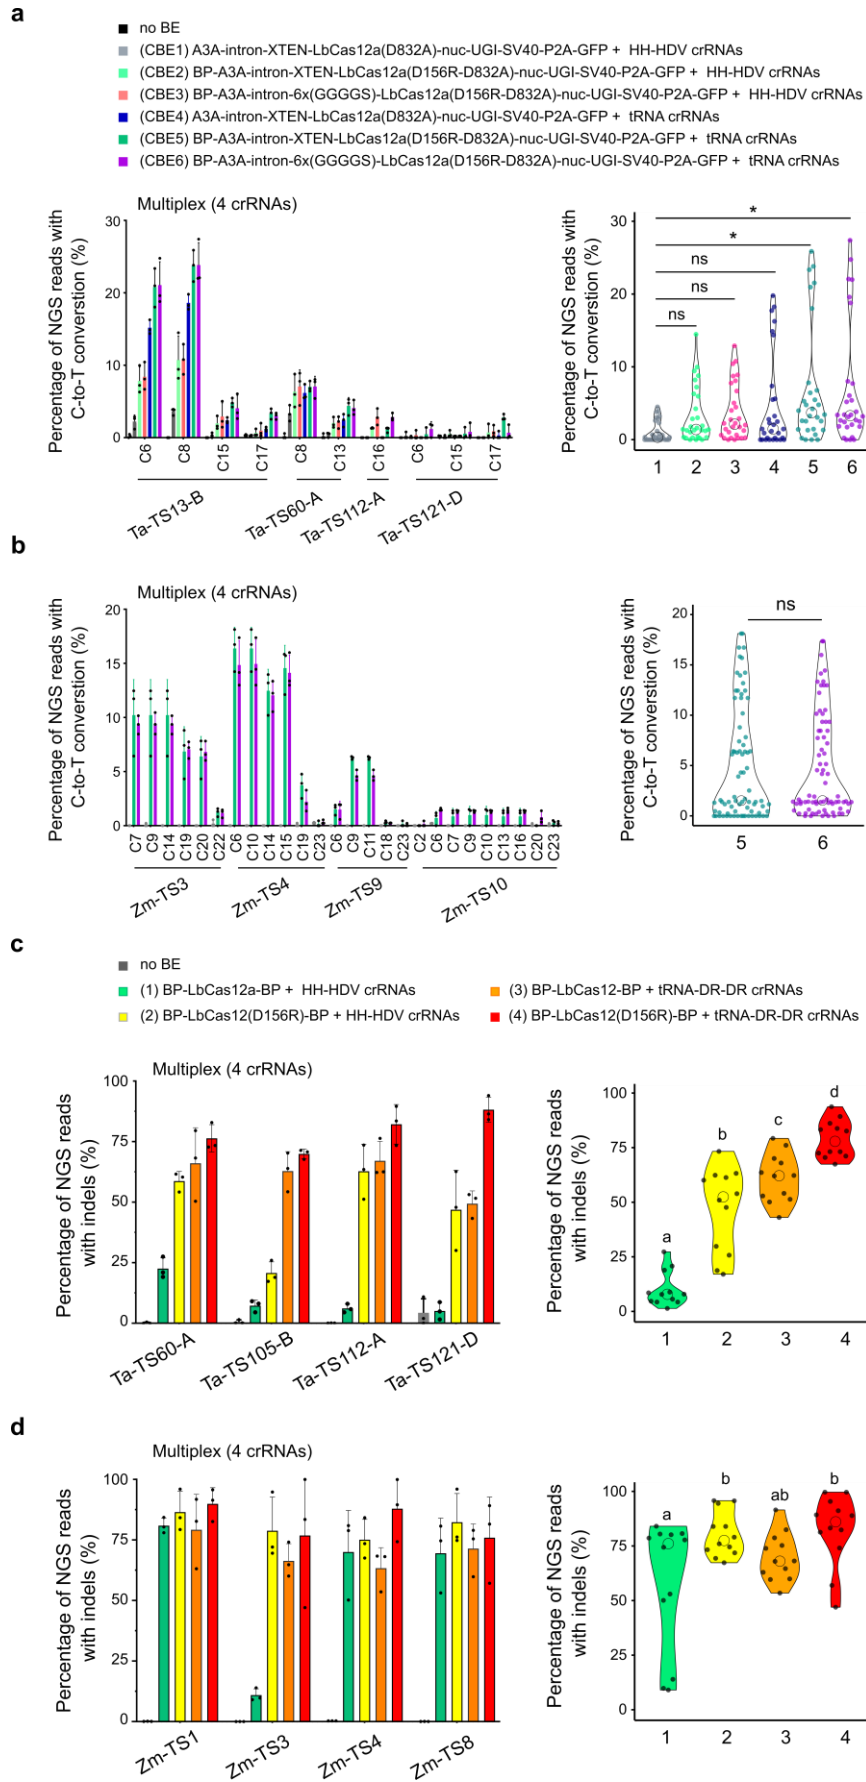 a
no BE
(CBE1) A3A-intron-XTEN-LbCas12a(D832A)-nuc-UGI-SV40-P2A-GFP + HH-HDV crRNAs
(CBE2) BP-A3A-intron-XTEN-LbCas12a(D156R-D832A)-nuc-UGI-SV40-P2A-GFP + HH-HDV crRNAs
(CBE3) BP-A3A-intron-6x(GGGGS)-LbCas12a(D156R-D832A)-nuc-UGI-SV40-P2A-GFP + HH-HDV crRNAs
(CBE4) A3A-intron-XTEN-LbCas12a(D832A)-nuc-UGI-SV40-P2A-GFP + tRNA crRNAs
(CBE5) BP-A3A-intron-XTEN-LbCas12a(D156R-D832A)-nuc-UGI-SV40-P2A-GFP + tRNA crRNAs
(CBE6) BP-A3A-intron-6x(GGGGS)-LbCas12a(D156R-D832A)-nuc-UGI-SV40-P2A-GFP + tRNA crRNAs
Multiplex (4 crRNAs)
Percentage of NGS reads with
C-to-T converstion (%)
30
20
10
0
C6 C8 C15 C17 C8 C13 C16 C6 C15 C17
Ta-TS13-B Ta-TS60-A Ta-TS112-A Ta-TS121-D
Percentage of NGS reads with
C-to-T converstion (%)
30
20
10
0
*
*
ns
ns
ns
1 2 3 4 5 6
b
Multiplex (4 crRNAs)
Percentage of NGS reads with
C-to-T converstion (%)
20
15
10
5
0
C7 C9 C14 C19 C20 C22 C6 C10 C14 C15 C19 C23 C8 C9 C11 C18 C23 C2 C6 C7 C9 C10 C13 C16 C20 C23
Zm-TS3 Zm-TS4 Zm-TS9 Zm-TS10
Percentage of NGS reads with
C-to-T converstion (%)
20
15
10
5
0
ns
5 6
c
no BE
(1) BP-LbCas12a-BP + HH-HDV crRNAs
(2) BP-LbCas12(D156R)-BP + HH-HDV crRNAs
(3) BP-LbCas12-BP + tRNA-DR-DR crRNAs
(4) BP-LbCas12(D156R)-BP + tRNA-DR-DR crRNAs
Multiplex (4 crRNAs)
Percentage of NGS reads
with indels (%)
100
75
50
25
0
Ta-TS60-A Ta-TS105-B Ta-TS112-A Ta-TS121-D
Percentage of NGS reads
with indels (%)
100
75
50
25
0
a b c d
1 2 3 4
d
Multiplex (4 crRNAs)
Percentage of NGS reads
with indels (%)
100
75
50
25
0
Zm-TS1 Zm-TS3 Zm-TS4 Zm-TS8
Percentage of NGS reads
with indels (%)
100
75
50
25
0
a b ab b
1 2 3 4